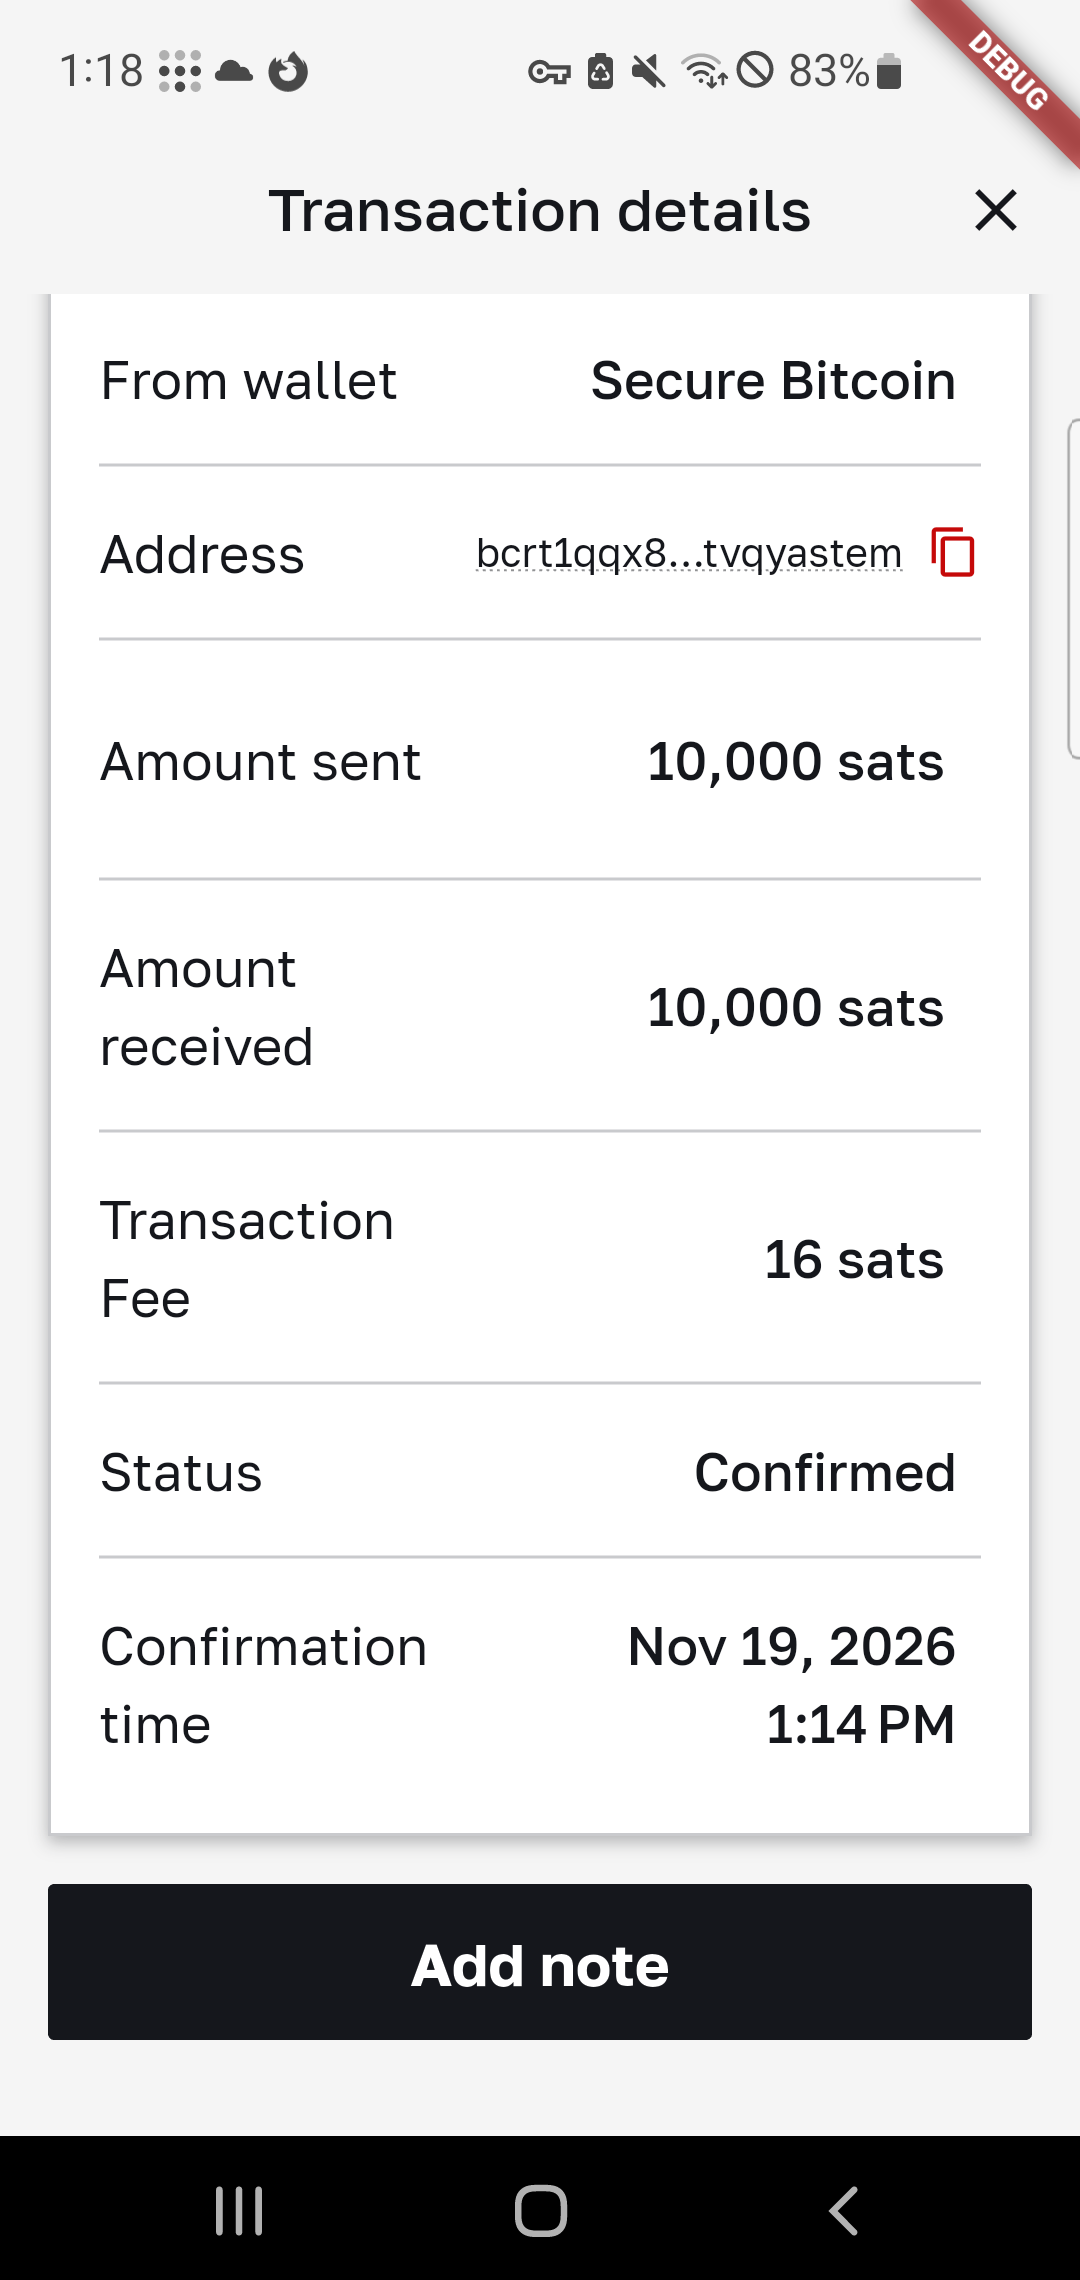 1:18
83%
DEBUG
Transaction details
From wallet
Secure Bitcoin
Address
bcrt1qqx8...tvqyastem
Amount sent
10,000 sats
Amount
received
10,000 sats
Transaction
Fee
16 sats
Status
Confirmed
Confirmation
time
Nov 19, 2026
1:14 PM
Add note